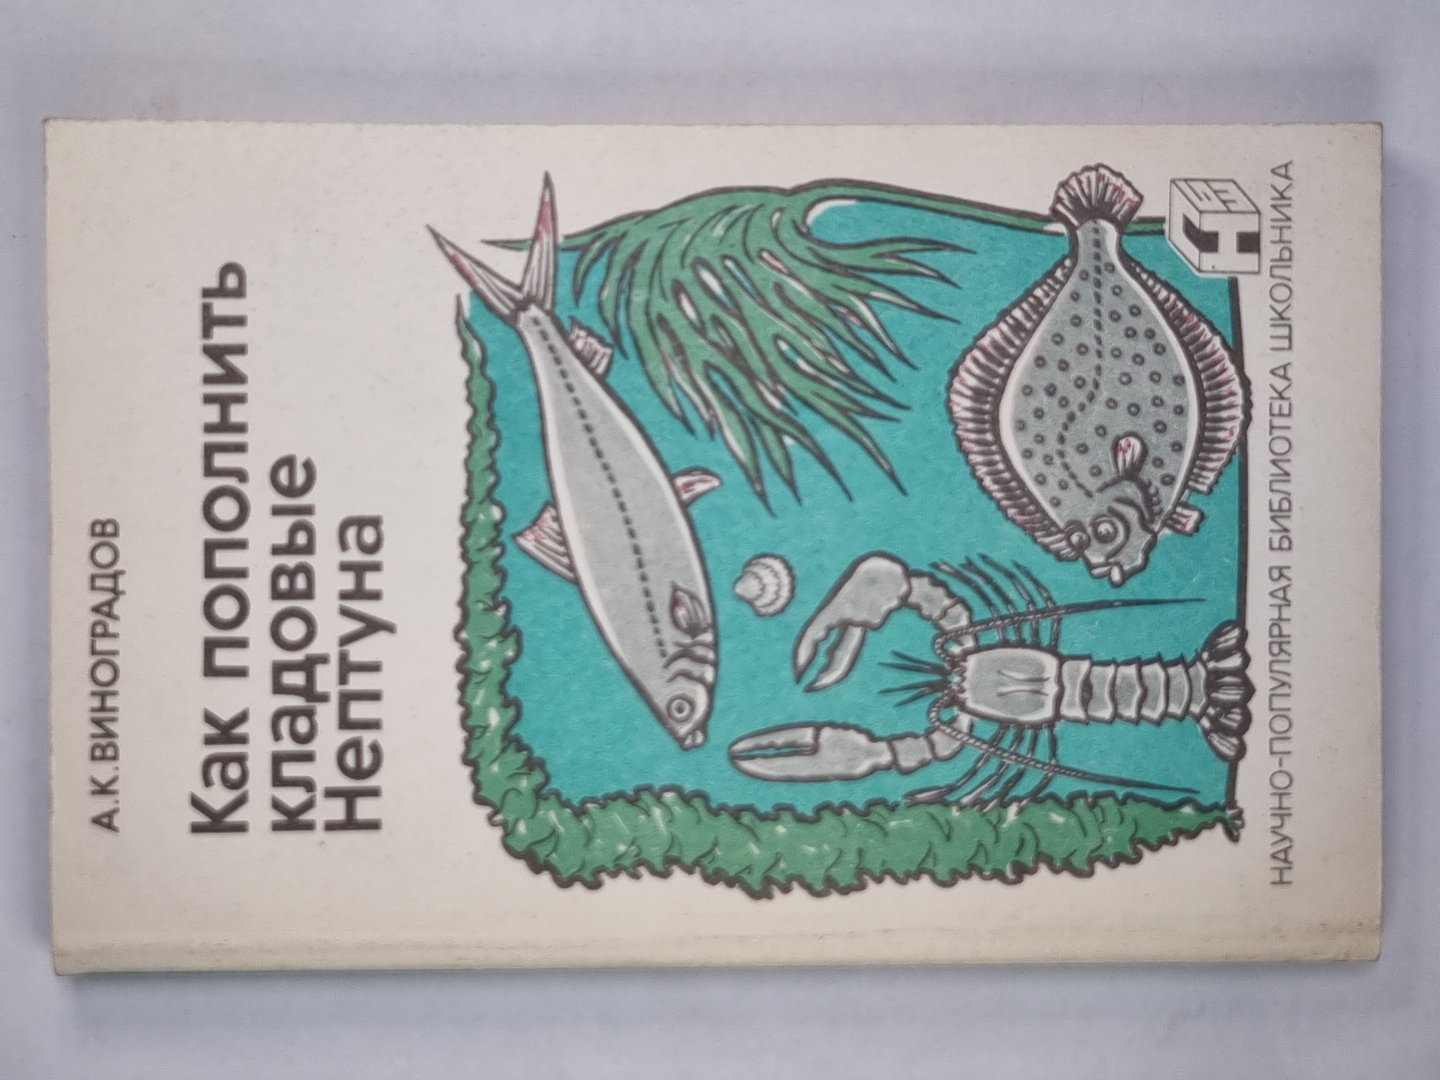 А.К.ВИНОГРАДОВ
Как пополнить
кладовые
Нептуна
НАУЧНО-ПОПУЛЯРНАЯ БИБЛИОТЕКА ШКОЛЬНИКА